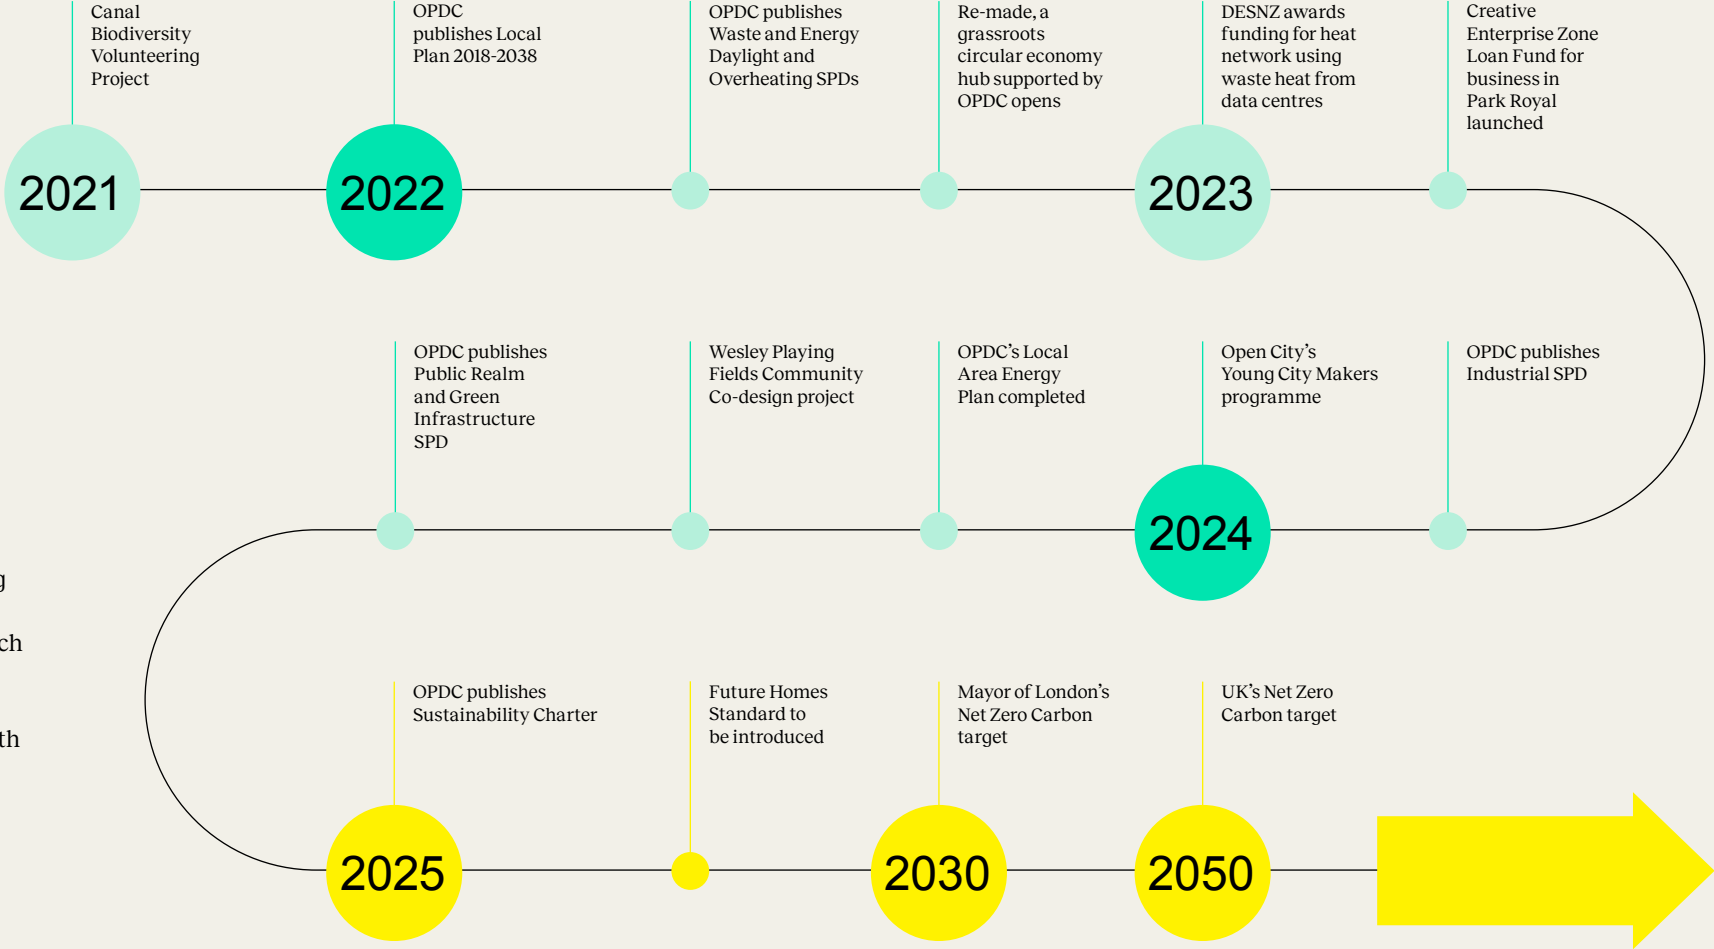 Canal
Biodiversity
Volunteering
Project
OPDC
publishes Local
Plan 2018-2038
OPDC publishes
Waste and Energy
Daylight and
Overheating SPDs
Re-made, a
grassroots
circular economy
hub supported by
OPDC opens
DESNZ awards
funding for heat
network using
waste heat from
data centres
Creative
Enterprise Zone
Loan Fund for
business in
Park Royal
launched
2021
2022
2023
OPDC publishes
Public Realm
and Green
Infrastructure
SPD
Wesley Playing
Fields Community
Co-design project
OPDC’s Local
Area Energy
Plan completed
Open City’s
Young City Makers
programme
OPDC publishes
Industrial SPD
2024
g
ch
th
OPDC publishes
Sustainability Charter
Future Homes
Standard to
be introduced
Mayor of London’s
Net Zero Carbon
target
UK’s Net Zero
Carbon target
2025
2030
2050